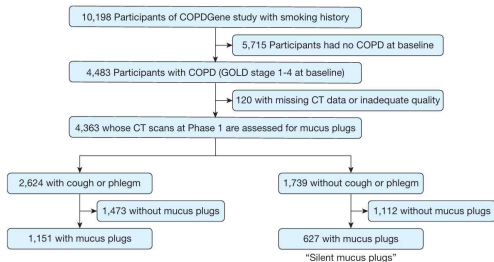 10,198 Participants of COPDGene study with smoking history
5,715 Participants had no COPD at baseline
4,483 Participants with COPD (GOLD stage 1-4 at baseline)
120 with missing CT data or inadequate quality
4,363 whose CT scans at Phase 1 are assessed for mucus plugs
2,624 with cough or phlegm
1,739 without cough or phlegm
1,473 without mucus plugs
1,112 without mucus plugs
1,151 with mucus plugs
627 with mucus plugs
“Silent mucus plugs”